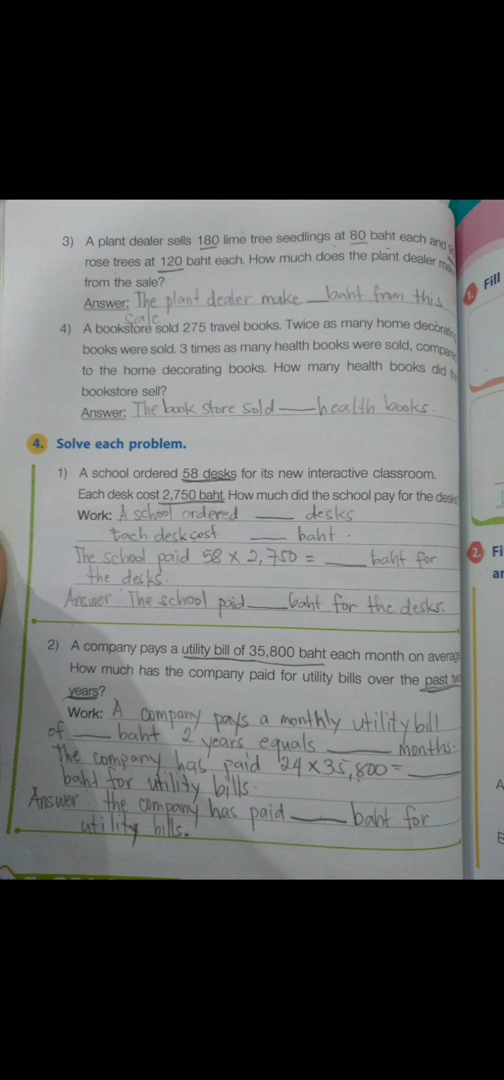 3) A plant dealer sells 180 lime tree seedlings at 80 baht each and
rose trees at 120 baht each. How much does the plant dealer
from the sale?
Answer: The plant dealer make ___ baht from this
sale.
4) A bookstore sold 275 travel books. Twice as many home decorating
books were sold. 3 times as many health books were sold, compared
to the home decorating books. How many health books did
bookstore sell?
Answer: The book store sold ___ health books.
4. Solve each problem.
1) A school ordered 58 desks for its new interactive classroom.
Each desk cost 2,750 baht. How much did the school pay for the desks
Work: A school ordered ___ desks
Each desk cost ___ baht.
The school paid 58 x 2,750 = ___ baht for
the desks.
Answer : The school paid ___ baht for the desks.
2) A company pays a utility bill of 35,800 baht each month on average
How much has the company paid for utility bills over the past two
years?
Work: A company pays a monthly utility bill
of ___ baht 2 years equals ___ months.
The company has paid 24 x 35,800 = ___
baht for utility bills.
Answer : the company has paid ___ baht for
utility bills.
1. Fill
2. Fi
ar
A
E